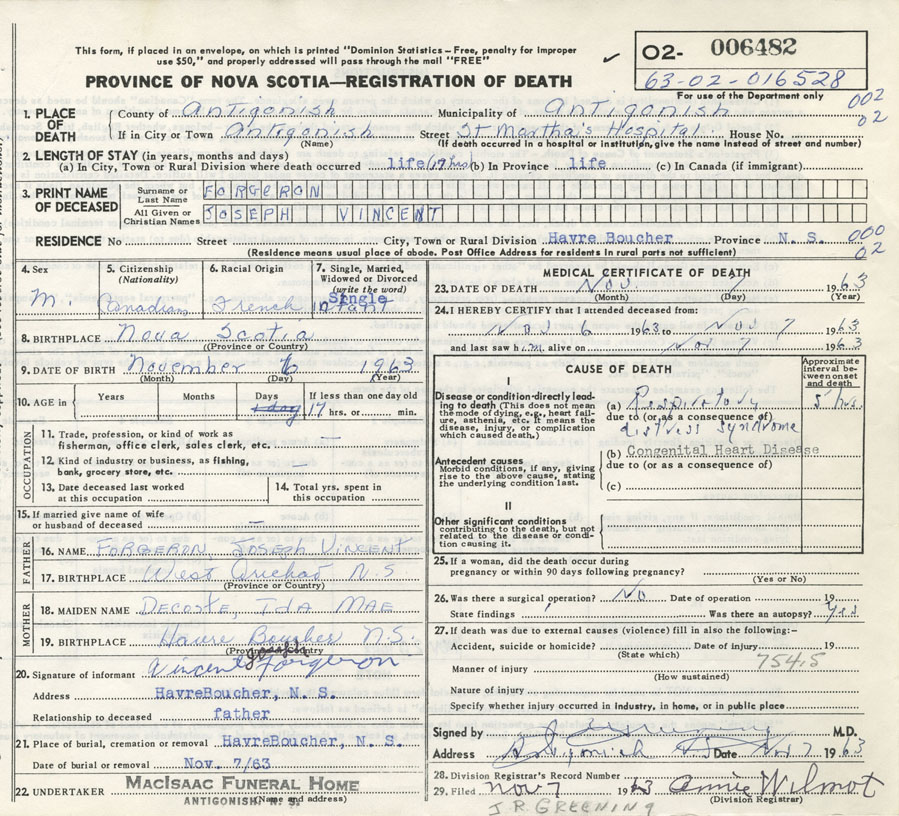 This form, if placed in an envelope, on which is printed "Dominion Statistics – Free, penalty for improper
use $50," and properly addressed will pass through the mail "FREE"
✓ O2- 006482
63-02-016528
PROVINCE OF NOVA SCOTIA—REGISTRATION OF DEATH
For use of the Department only
002
02
1. PLACE OF DEATH
County of Antigonish Municipality of Antigonish
If in City or Town Antigonish Street St Martha's Hospital House No.
(Name) (If death occurred in a hospital or institution, give the name instead of street and number)
2. LENGTH OF STAY (in years, months and days)
(a) In City, Town or Rural Division where death occurred life (17 hrs) (b) In Province life (c) In Canada (if immigrant)
3. PRINT NAME OF DECEASED
Surname or Last Name FORGERON
All Given or Christian Names JOSEPH VINCENT
RESIDENCE No Street City, Town or Rural Division Havre Boucher Province N. S.
000
02
(Residence means usual place of abode. Post Office Address for residents in rural parts not sufficient)
4. Sex
M.
5. Citizenship
(Nationality)
Canadian
6. Racial Origin
French
7. Single, Married,
Widowed or Divorced
(write the word)
Single
Infant
8. BIRTHPLACE Nova Scotia
(Province or Country)
9. DATE OF BIRTH November 6 1963
(Month) (Day) (Year)
10. AGE in Years Months Days If less than one day old
1 day 17 hrs. or min.
OCCUPATION
11. Trade, profession, or kind of work as
fisherman, office clerk, sales clerk, etc. —
12. Kind of industry or business, as fishing,
bank, grocery store, etc. —
13. Date deceased last worked
at this occupation
14. Total yrs. spent in
this occupation
15. If married give name of wife
or husband of deceased —
FATHER
16. NAME FORGERON, JOSEPH VINCENT
17. BIRTHPLACE West Arichat N.S
(Province or Country)
MOTHER
18. MAIDEN NAME DECOSTE, IDA MAE
19. BIRTHPLACE Havre Boucher N.S.
(Province or Country)
20. Signature of informant Vincent Joseph Forgeron
Address HavreBoucher, N. S.
Relationship to deceased father
21. Place of burial, cremation or removal HavreBoucher, N. S.
Date of burial or removal Nov. 7/63
22. UNDERTAKER MACISAAC FUNERAL HOME
ANTIGONISH, N. S.
(Name and address)
MEDICAL CERTIFICATE OF DEATH
23. DATE OF DEATH Nov. 7 1963
(Month) (Day) (Year)
24. I HEREBY CERTIFY that I attended deceased from:
Nov 6 1963 to Nov 7 1963
and last saw him alive on Nov 7 1963
CAUSE OF DEATH
Approximate
interval between onset
and death
I
Disease or condition directly leading to death (This does not mean
the mode of dying, e.g., heart failure, asthenia, etc. It means the
disease, injury, or complication
which caused death.)
(a) Respiratory 5 hrs.
due to (or as a consequence of)
distress syndrome
Antecedent causes
Morbid conditions, if any, giving
rise to the above cause, stating
the underlying condition last.
(b) Congenital Heart Disease
due to (or as a consequence of)
(c)
II
Other significant conditions
contributing to the death, but not
related to the disease or condition causing it.
25. If a woman, did the death occur during
pregnancy or within 90 days following pregnancy?
(Yes or No)
26. Was there a surgical operation? No Date of operation 19
State findings Was there an autopsy? Yes
27. If death was due to external causes (violence) fill in also the following:–
Accident, suicide or homicide? Date of injury 19
(State which) 754.5
Manner of injury
(How sustained)
Nature of injury
Specify whether injury occurred in industry, in home, or in public place
Signed by J R Greening M.D.
Address Antigonish Date Nov 7 1963
28. Division Registrar's Record Number
29. Filed Nov 7 1963 Annie Wilmot
(Division Registrar)
J.R. GREENING